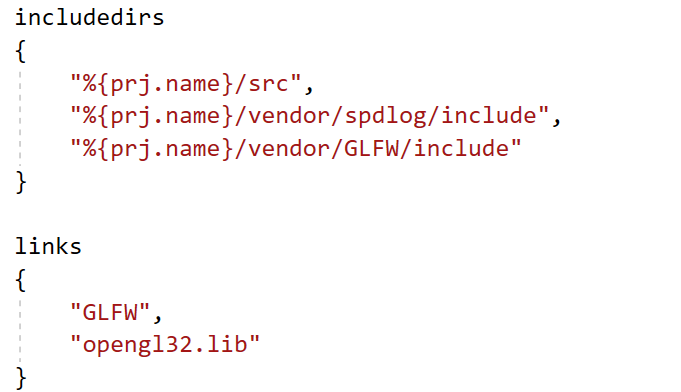 includedirs
{
"%{prj.name}/src",
"%{prj.name}/vendor/spdlog/include",
"%{prj.name}/vendor/GLFW/include"
}
links
{
"GLFW",
"opengl32.lib"
}